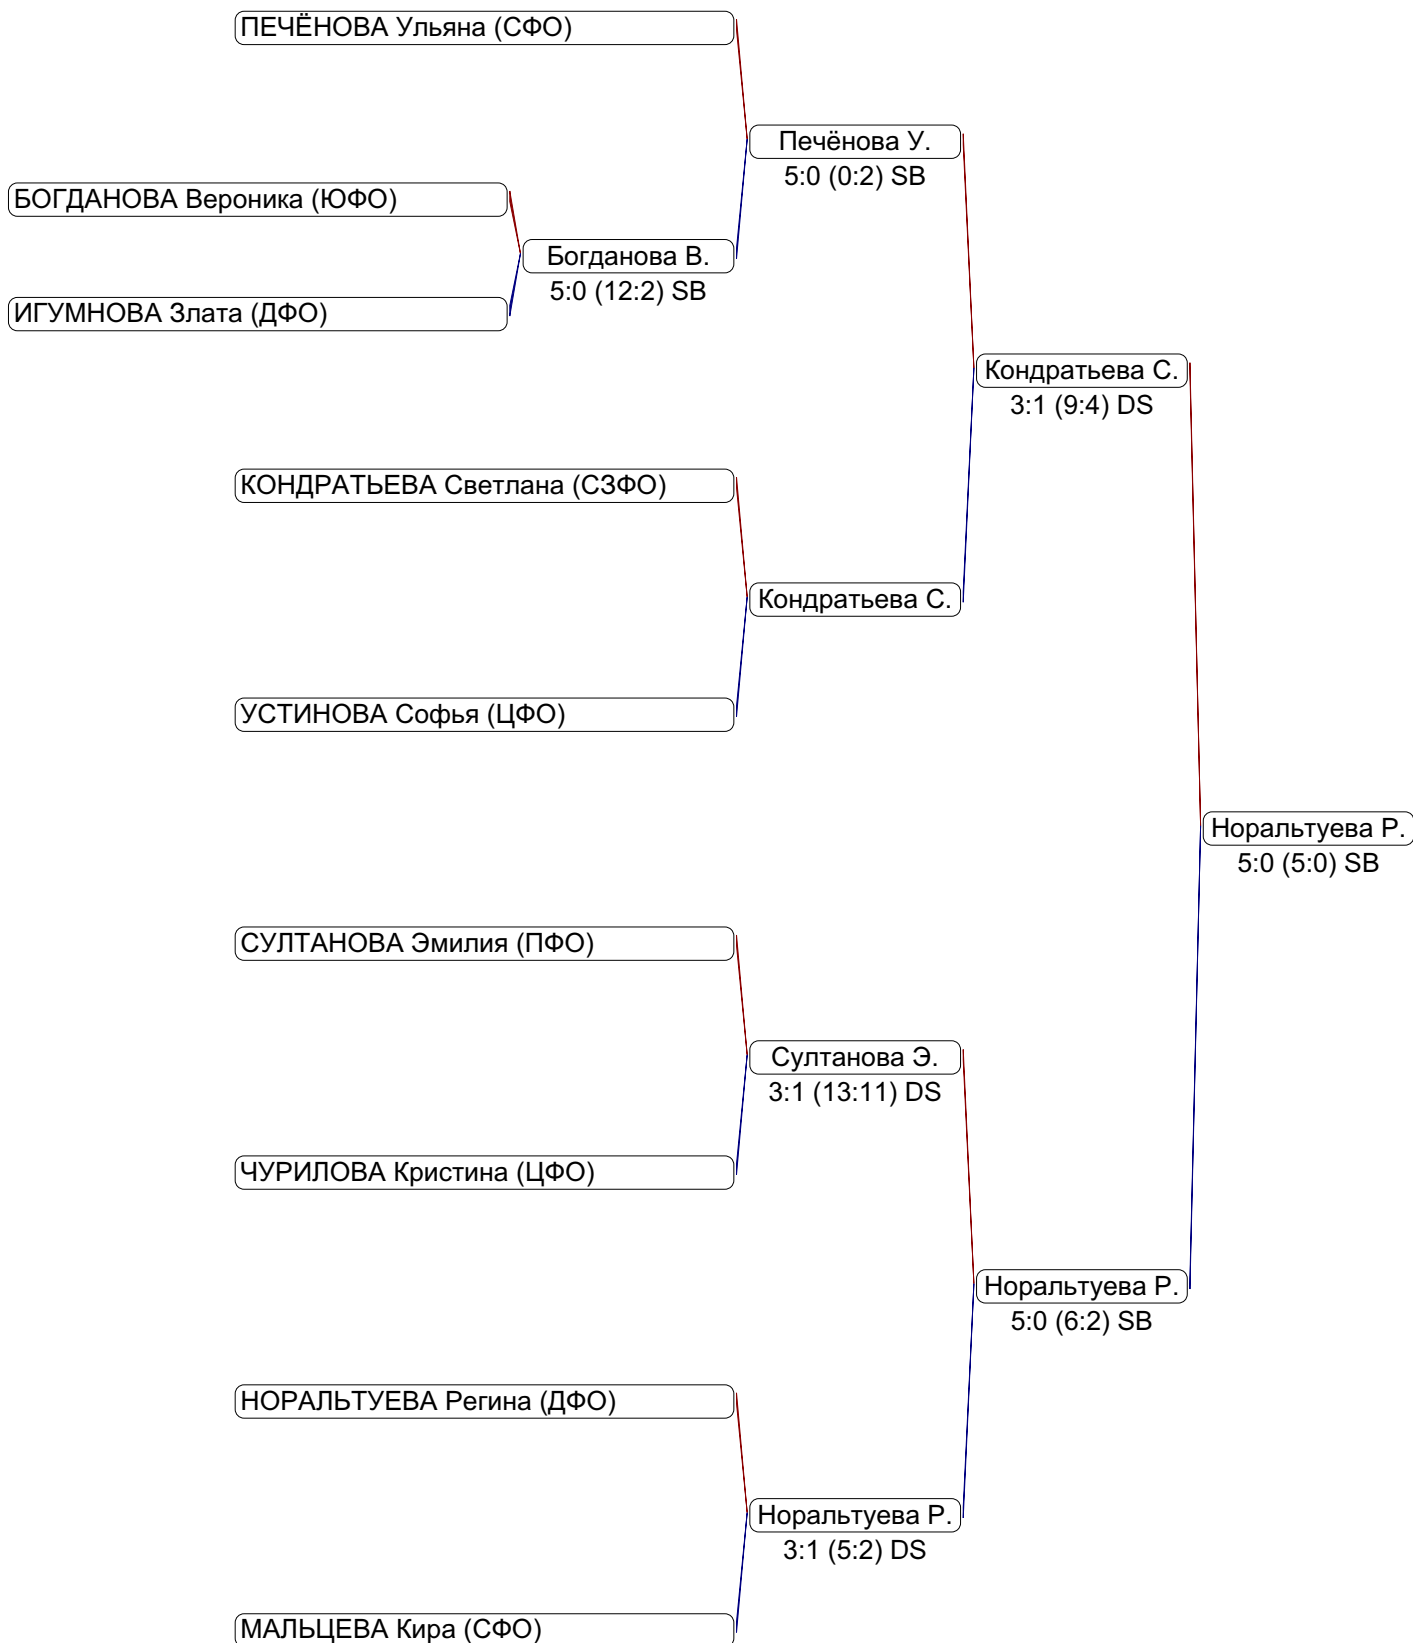 ПЕЧЁНОВА Ульяна (СФО)
Печёнова У.
5:0 (0:2) SB
БОГДАНОВА Вероника (ЮФО)
Богданова В.
5:0 (12:2) SB
ИГУМНОВА Злата (ДФО)
Кондратьева С.
3:1 (9:4) DS
КОНДРАТЬЕВА Светлана (СЗФО)
Кондратьева С.
УСТИНОВА Софья (ЦФО)
Норальтуева Р.
5:0 (5:0) SB
СУЛТАНОВА Эмилия (ПФО)
Султанова Э.
3:1 (13:11) DS
ЧУРИЛОВА Кристина (ЦФО)
Норальтуева Р.
5:0 (6:2) SB
НОРАЛЬТУЕВА Регина (ДФО)
Норальтуева Р.
3:1 (5:2) DS
МАЛЬЦЕВА Кира (СФО)